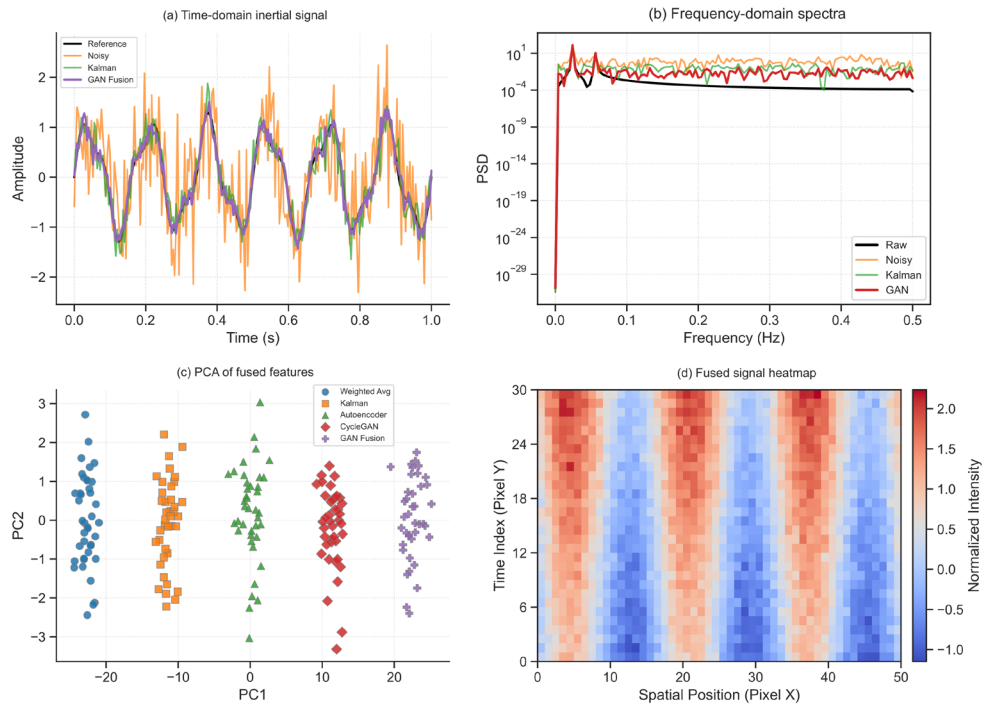 (a) Time-domain inertial signal
Reference
Noisy
Kalman
GAN Fusion
Amplitude
2
1
0
−1
−2
0.0 0.2 0.4 0.6 0.8 1.0
Time (s)
(b) Frequency-domain spectra
PSD
10^1
10^−4
10^−9
10^−14
10^−19
10^−24
10^−29
Raw
Noisy
Kalman
GAN
0.0 0.1 0.2 0.3 0.4 0.5
Frequency (Hz)
(c) PCA of fused features
Weighted Avg
Kalman
Autoencoder
CycleGAN
GAN Fusion
PC2
3
2
1
0
−1
−2
−3
−20 −10 0 10 20
PC1
(d) Fused signal heatmap
Time Index (Pixel Y)
30
24
18
12
6
0
0 10 20 30 40 50
Spatial Position (Pixel X)
2.0
1.5
1.0
0.5
0.0
−0.5
−1.0
Normalized Intensity